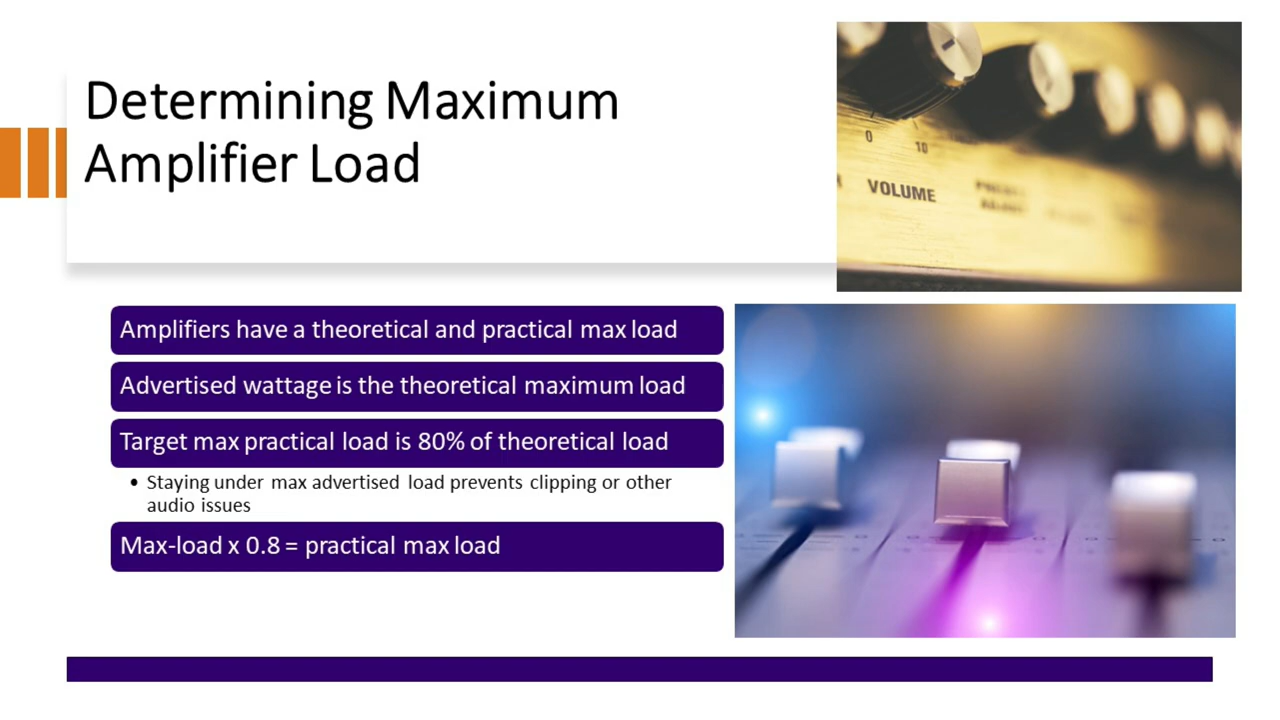 Determining Maximum
Amplifier Load
0
10
VOLUME
Amplifiers have a theoretical and practical max load
Advertised wattage is the theoretical maximum load
Target max practical load is 80% of theoretical load
• Staying under max advertised load prevents clipping or other
audio issues
Max-load x 0.8 = practical max load